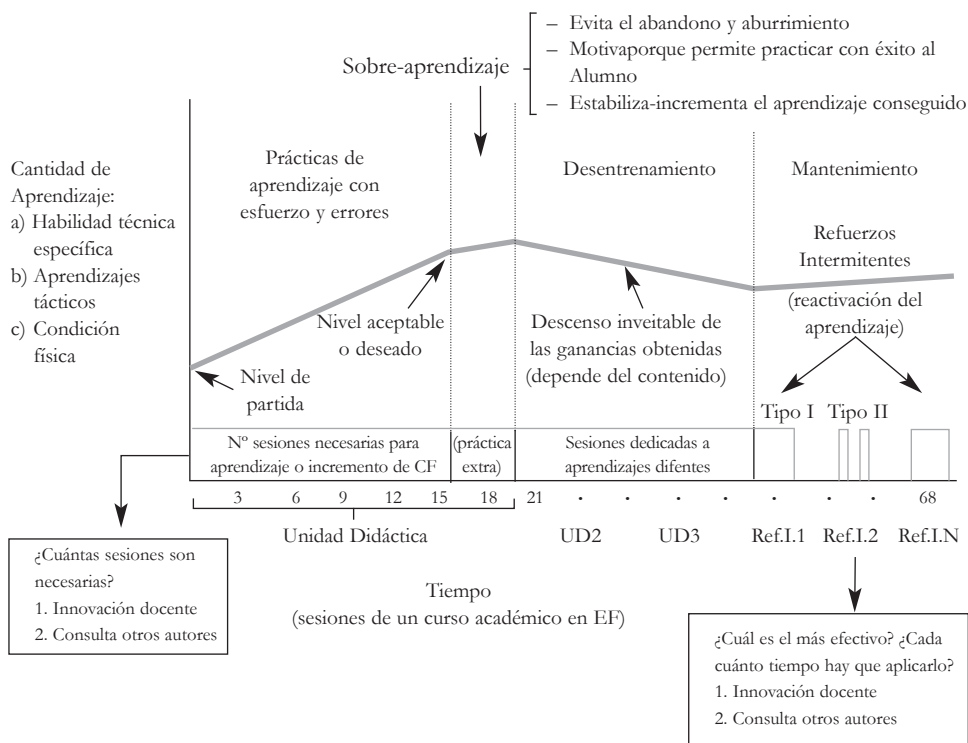 – Evita el abandono y aburrimiento
– Motivaporque permite practicar con éxito al
Alumno
– Estabiliza-incrementa el aprendizaje conseguido
Sobre-aprendizaje
Cantidad de
Aprendizaje:
a) Habilidad técnica
específica
b) Aprendizajes
tácticos
c) Condición
física
Prácticas de
aprendizaje con
esfuerzo y errores
Desentrenamiento
Mantenimiento
Refuerzos
Intermitentes
(reactivación del
aprendizaje)
Nivel aceptable
o deseado
Descenso inveitable de
las ganancias obtenidas
(depende del contenido)
Nivel de
partida
Tipo I
Tipo II
Nº sesiones necesarias para
aprendizaje o incremento de CF
(práctica
extra)
Sesiones dedicadas a
aprendizajes difentes
3 6 9 12 15 18 21 . . . . . . . 68
Unidad Didáctica
UD2 UD3 Ref.I.1 Ref.I.2 Ref.I.N
¿Cuántas sesiones son
necesarias?
1. Innovación docente
2. Consulta otros autores
Tiempo
(sesiones de un curso académico en EF)
¿Cuál es el más efectivo? ¿Cada
cuánto tiempo hay que aplicarlo?
1. Innovación docente
2. Consulta otros autores